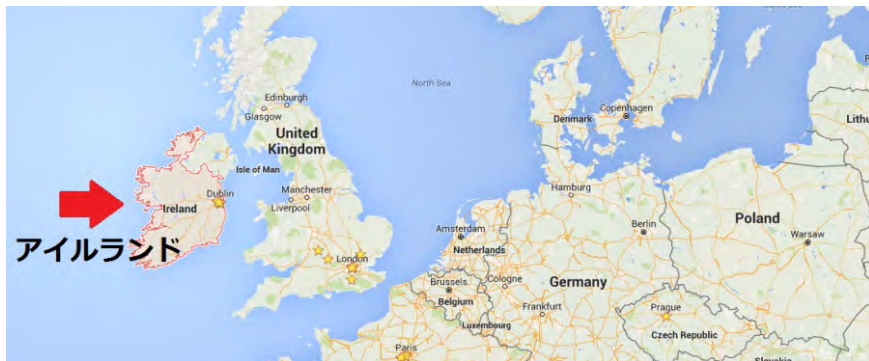 North Sea
Edinburgh
Glasgow
United
Kingdom
Isle of Man
Dublin
Ireland
アイルランド
Manchester
Liverpool
London
Copenhagen
Denmark
Hamburg
Berlin
Poland
Warsaw
Amsterdam
Netherlands
Germany
Brussels
Belgium
Cologne
Frankfurt
Luxembourg
Prague
Czech Republic
Paris
Slovakia
Lithu